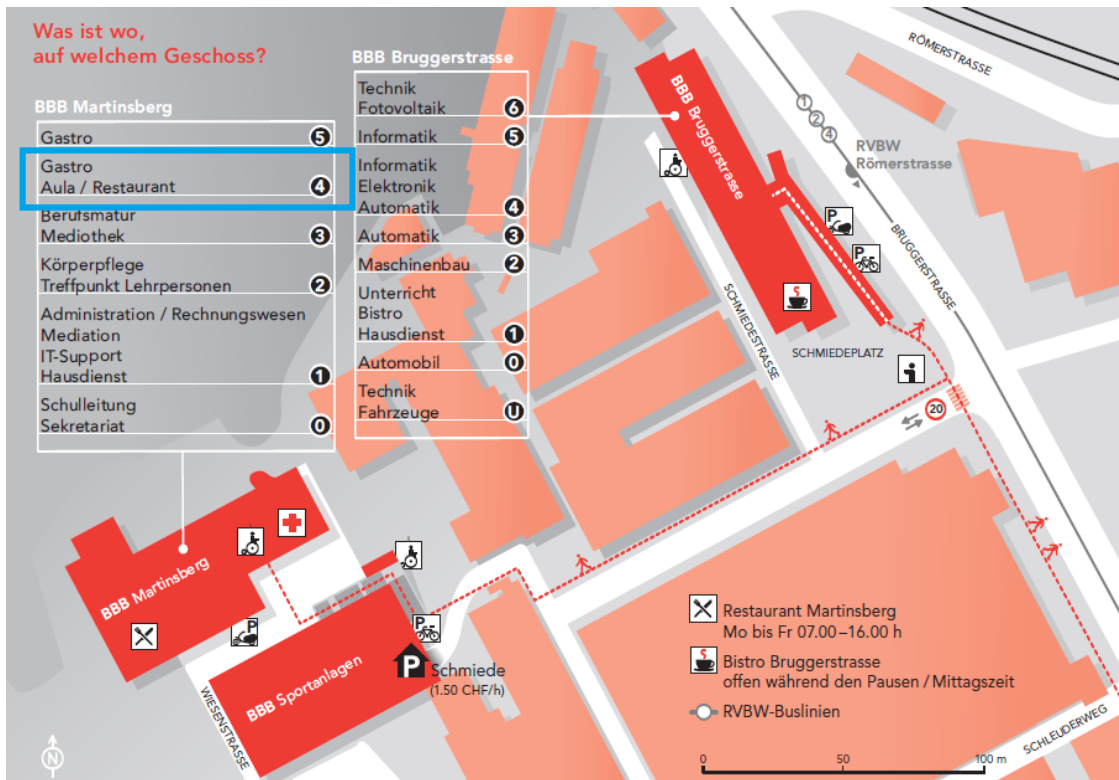 Was ist wo,
auf welchem Geschoss?
BBB Martinsberg
Gastro 5
Gastro
Aula / Restaurant 4
Berufsmatur
Mediothek 3
Körperpflege
Treffpunkt Lehrpersonen 2
Administration / Rechnungswesen
Mediation
IT-Support
Hausdienst 1
Schulleitung
Sekretariat 0
BBB Bruggerstrasse
Technik
Fotovoltaik 6
Informatik 5
Informatik
Elektronik
Automatik 4
Automatik 3
Maschinenbau 2
Unterricht
Bistro
Hausdienst 1
Automobil 0
Technik
Fahrzeuge U
BBB Bruggerstrasse
RÖMERSTRASSE
1
2
4
RVBW
Römerstrasse
P
P
BRUGGERSTRASSE
SCHMIEDESTRASSE
SCHMIEDEPLATZ
20
BBB Martinsberg
P
P
BBB Sportanlagen
P
Schmiede
(1.50 CHF/h)
WIESENSTRASSE
N
Restaurant Martinsberg
Mo bis Fr 07.00–16.00 h
Bistro Bruggerstrasse
offen während den Pausen / Mittagszeit
RVBW-Buslinien
SCHLEUDERWEG
0 50 100 m